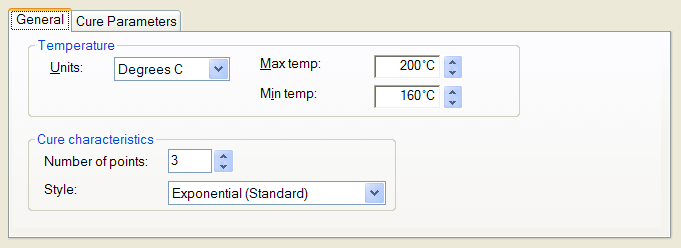 General Cure Parameters
Temperature
Units: Degrees C Max temp: 200°C
Min temp: 160°C
Cure characteristics
Number of points: 3
Style: Exponential (Standard)